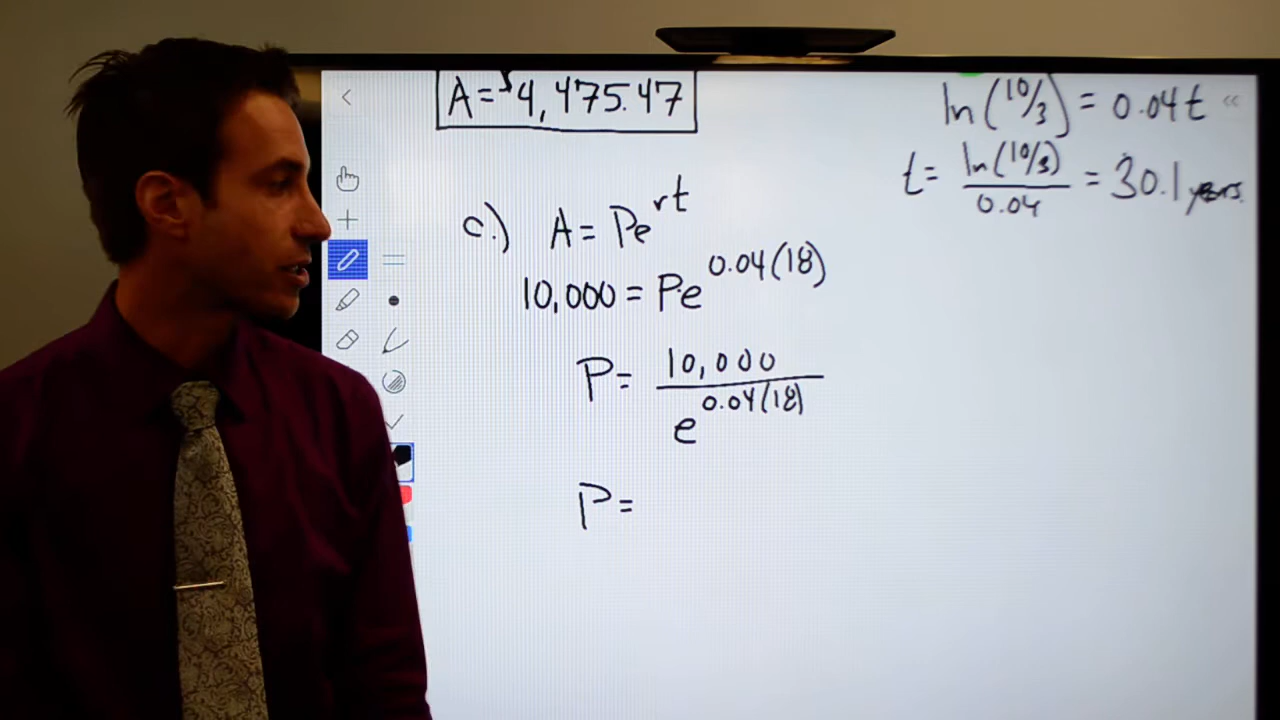 A = $4,475.47
c.) A = Pe^rt
10,000 = Pe^0.04(18)
P = 10,000
e^0.04(18)
P =
ln(10/3) = 0.04t
t = ln(10/3) = 30.1 years.
0.04